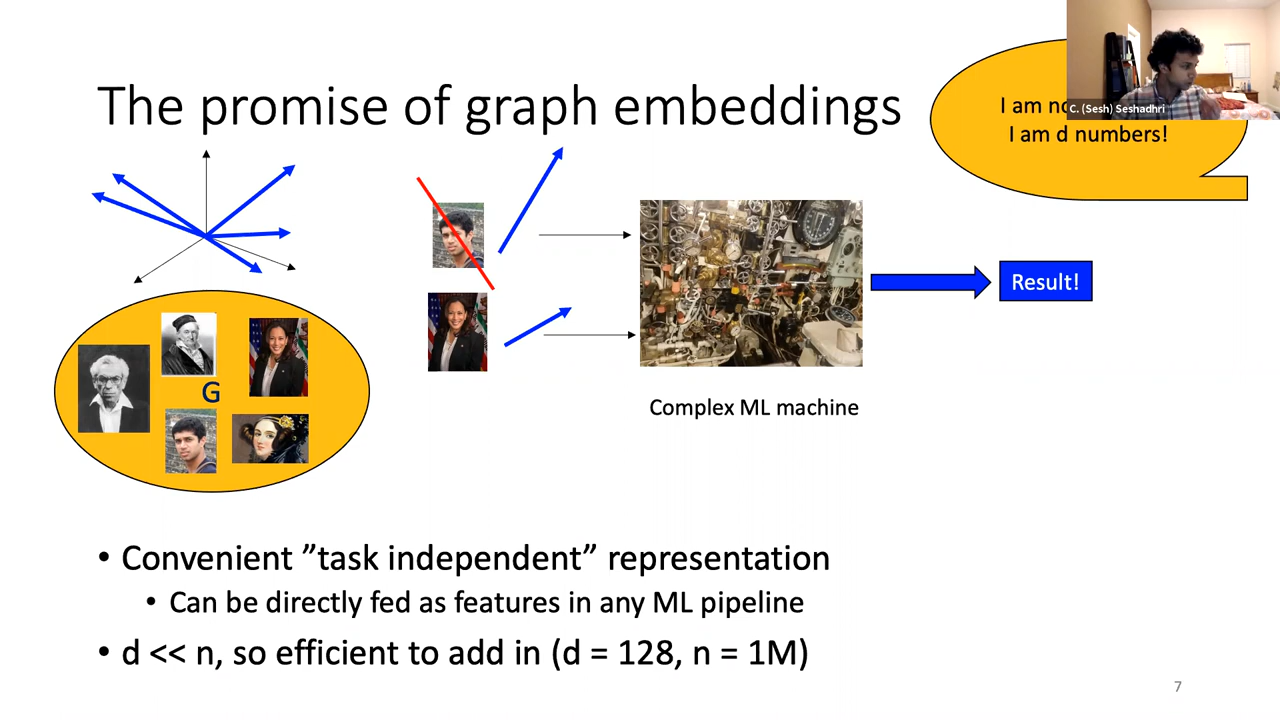 The promise of graph embeddings
I am
C. (Sesh) Seshadhri
I am d numbers!
G
Result!
Complex ML machine
• Convenient ”task independent” representation
• Can be directly fed as features in any ML pipeline
• d << n, so efficient to add in (d = 128, n = 1M)
7